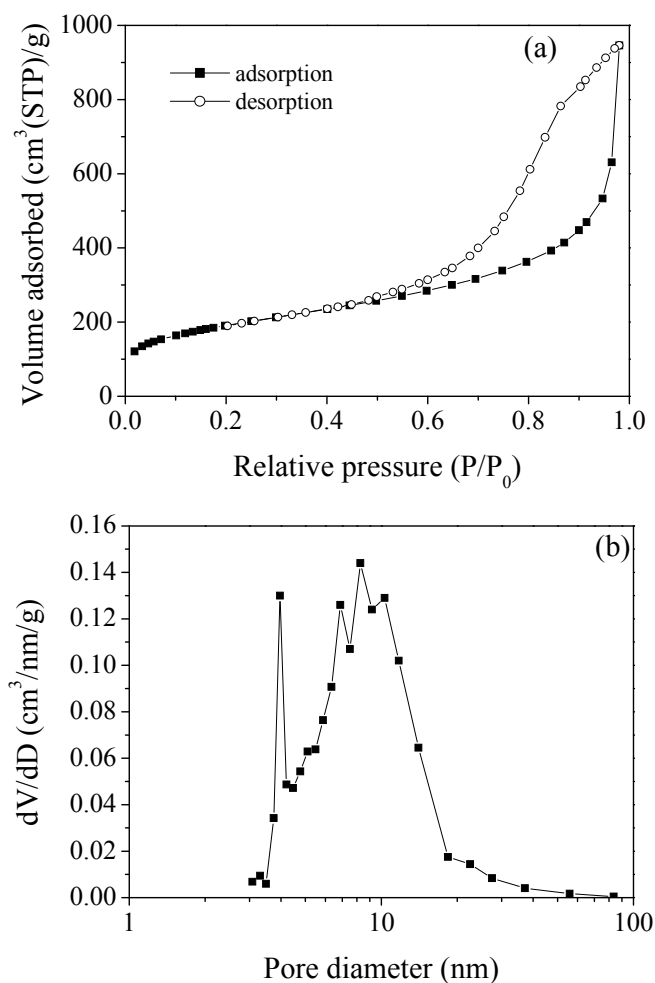 (a)
adsorption
desorption
Volume adsorbed (cm³(STP)/g)
1000
800
600
400
200
0
0.0 0.2 0.4 0.6 0.8 1.0
Relative pressure (P/P₀)
(b)
dV/dD (cm³/nm/g)
0.16
0.14
0.12
0.10
0.08
0.06
0.04
0.02
0.00
1 10 100
Pore diameter (nm)